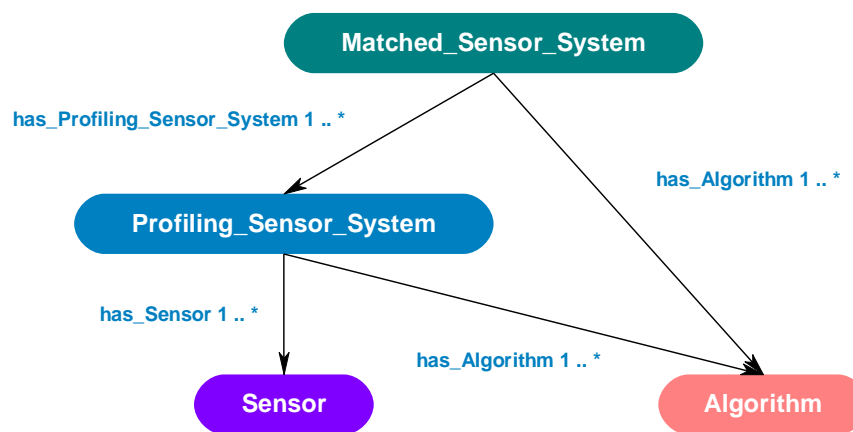 Matched_Sensor_System
has_Profiling_Sensor_System 1 .. *
has_Algorithm 1 .. *
Profiling_Sensor_System
has_Sensor 1 .. *
has_Algorithm 1 .. *
Sensor
Algorithm